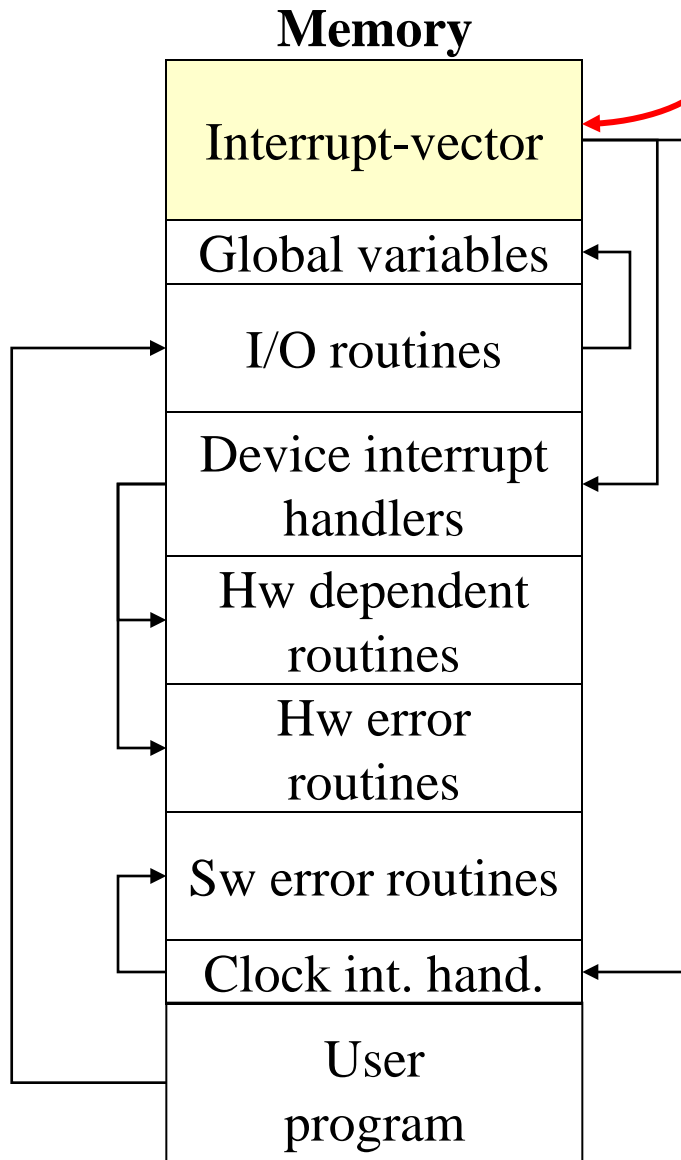 Memory
Interrupt-vector
Global variables
I/O routines
Device interrupt
handlers
Hw dependent
routines
Hw error
routines
Sw error routines
Clock int. hand.
User
program